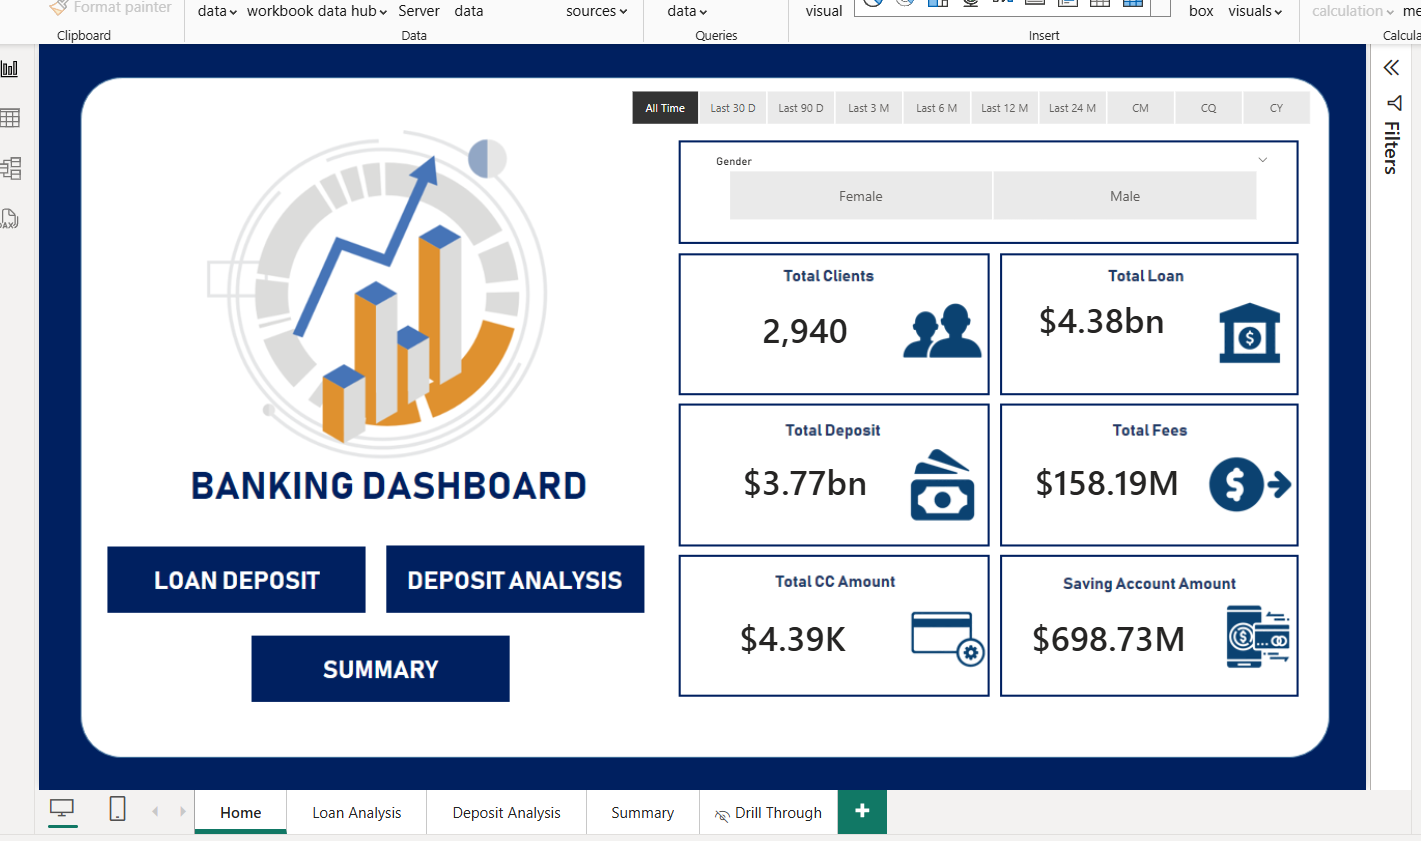 Format painter
data workbook data hub Server data sources data visual box visuals calculation
Clipboard Data Queries Insert
All Time Last 30 D Last 90 D Last 3 M Last 6 M Last 12 M Last 24 M CM CQ CY
Filters
Gender
Female Male
Total Clients
2,940
Total Loan
$4.38bn
Total Deposit
$3.77bn
Total Fees
$158.19M
Total CC Amount
$4.39K
Saving Account Amount
$698.73M
BANKING DASHBOARD
LOAN DEPOSIT
DEPOSIT ANALYSIS
SUMMARY
Home Loan Analysis Deposit Analysis Summary Drill Through +